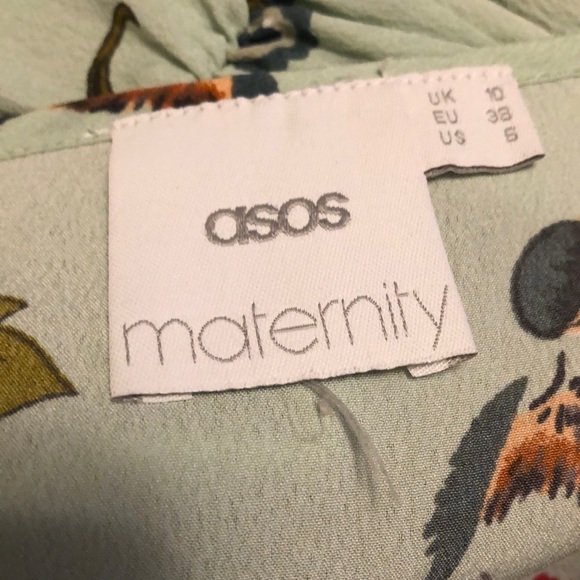 asos
maternity
UK 10
EU 38
US 6